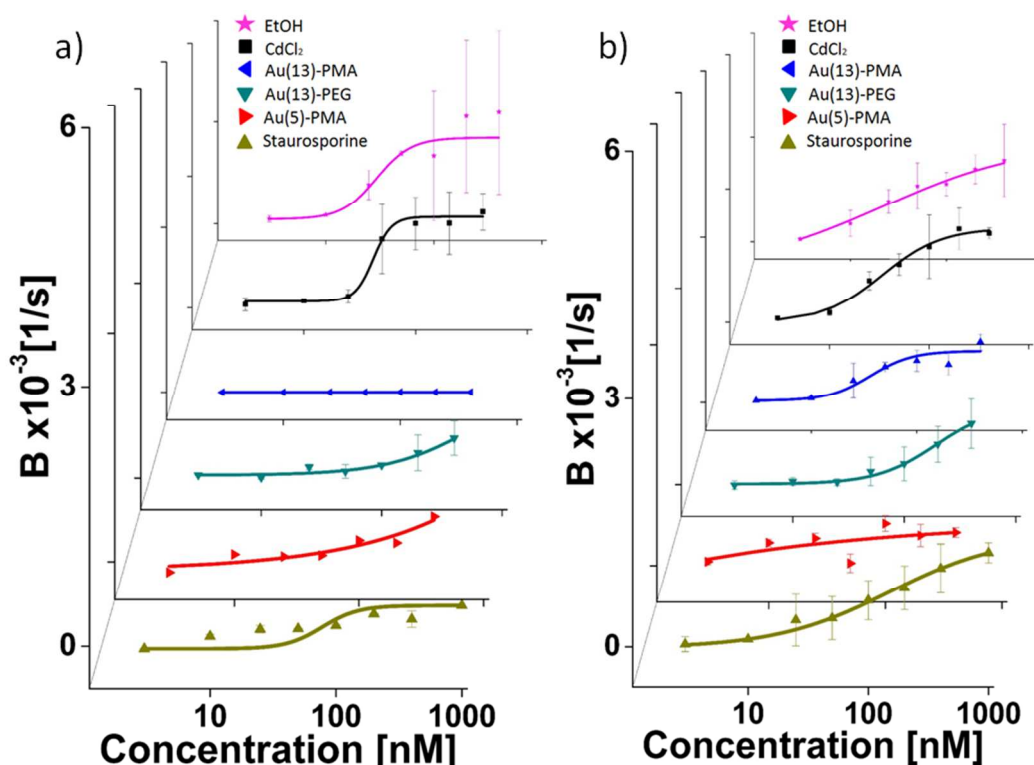 a)
EtOH
CdCl₂
Au(13)-PMA
Au(13)-PEG
Au(5)-PMA
Staurosporine
6
3
0
B x10⁻³[1/s]
10 100 1000
Concentration [nM]
b)
EtOH
CdCl₂
Au(13)-PMA
Au(13)-PEG
Au(5)-PMA
Staurosporine
6
3
0
B x10⁻³[1/s]
10 100 1000
Concentration [nM]